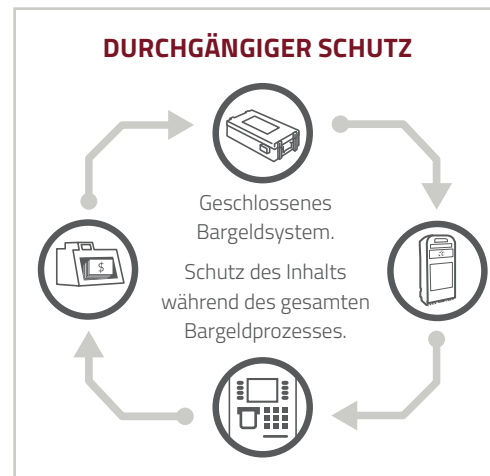 DURCHGÄNGIGER SCHUTZ
Geschlossenes
Bargeldsystem.
Schutz des Inhalts
während des gesamten
Bargeldprozesses.
$